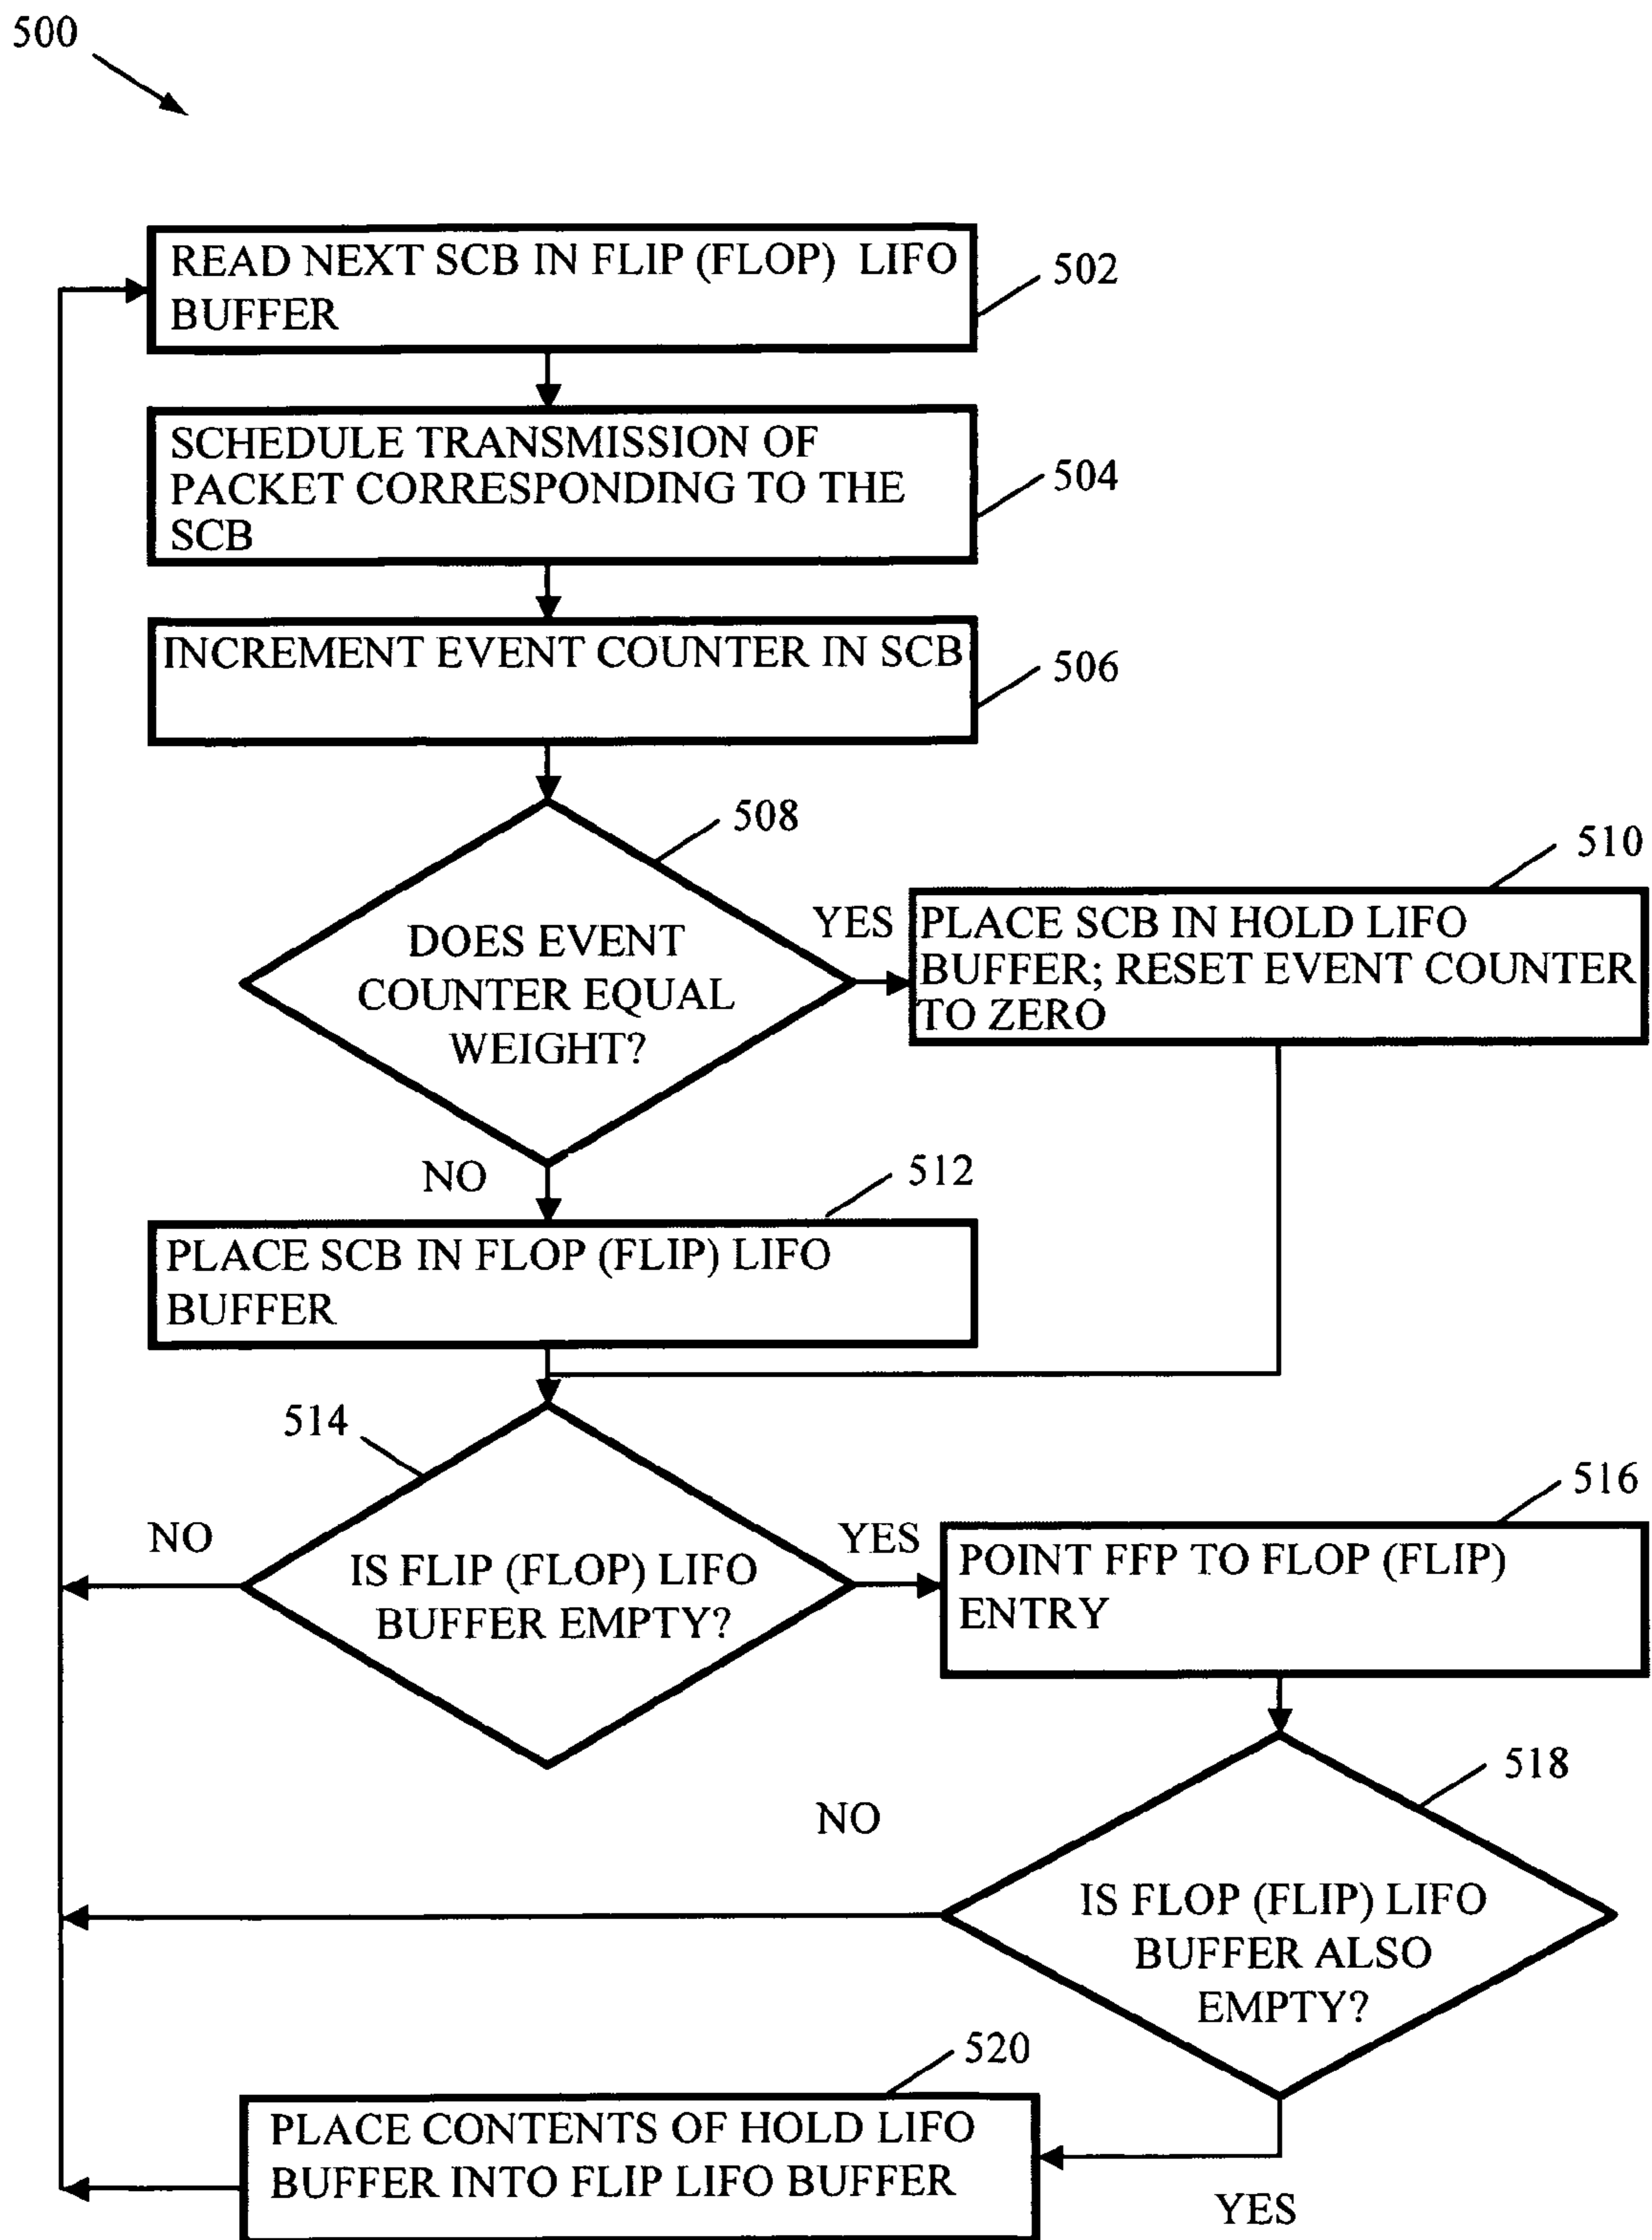 500
READ NEXT SCB IN FLIP (FLOP) LIFO
BUFFER
502
SCHEDULE TRANSMISSION OF
PACKET CORRESPONDING TO THE
SCB
504
INCREMENT EVENT COUNTER IN SCB
506
508
DOES EVENT
COUNTER EQUAL
WEIGHT?
YES
510
PLACE SCB IN HOLD LIFO
BUFFER; RESET EVENT COUNTER
TO ZERO
NO
512
PLACE SCB IN FLOP (FLIP) LIFO
BUFFER
514
NO
IS FLIP (FLOP) LIFO
BUFFER EMPTY?
YES
516
POINT FFP TO FLOP (FLIP)
ENTRY
518
NO
IS FLOP (FLIP) LIFO
BUFFER ALSO
EMPTY?
520
PLACE CONTENTS OF HOLD LIFO
BUFFER INTO FLIP LIFO BUFFER
YES